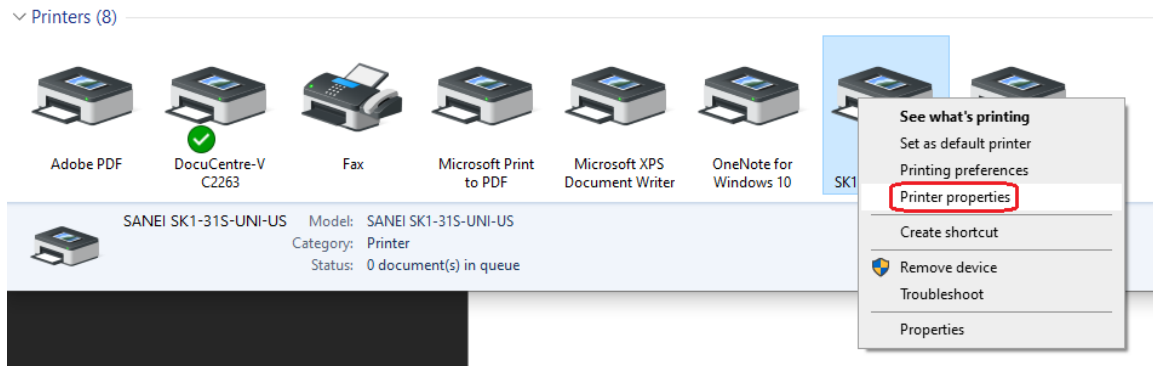 Printers (8)
Adobe PDF
DocuCentre-V
C2263
Fax
Microsoft Print
to PDF
Microsoft XPS
Document Writer
OneNote for
Windows 10
SK1
See what's printing
Set as default printer
Printing preferences
Printer properties
Create shortcut
Remove device
Troubleshoot
Properties
SANEI SK1-31S-UNI-US Model: SANEI SK1-31S-UNI-US
Category: Printer
Status: 0 document(s) in queue